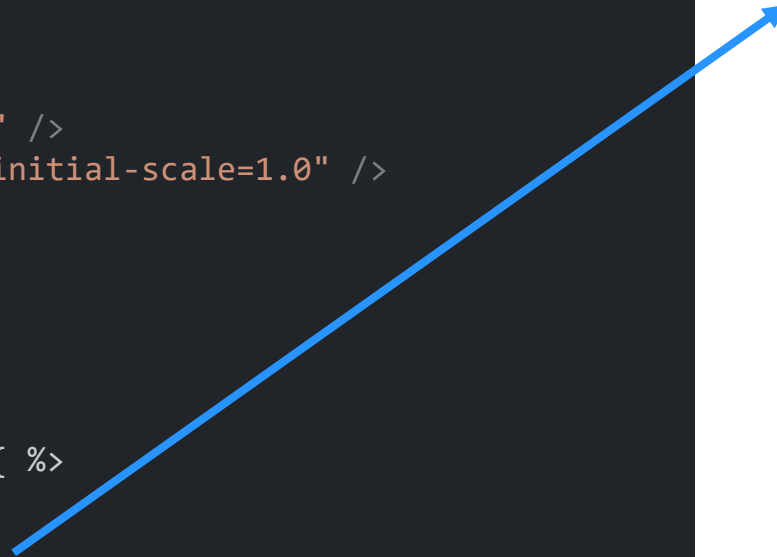 " />
initial-scale=1.0" />
{ %>